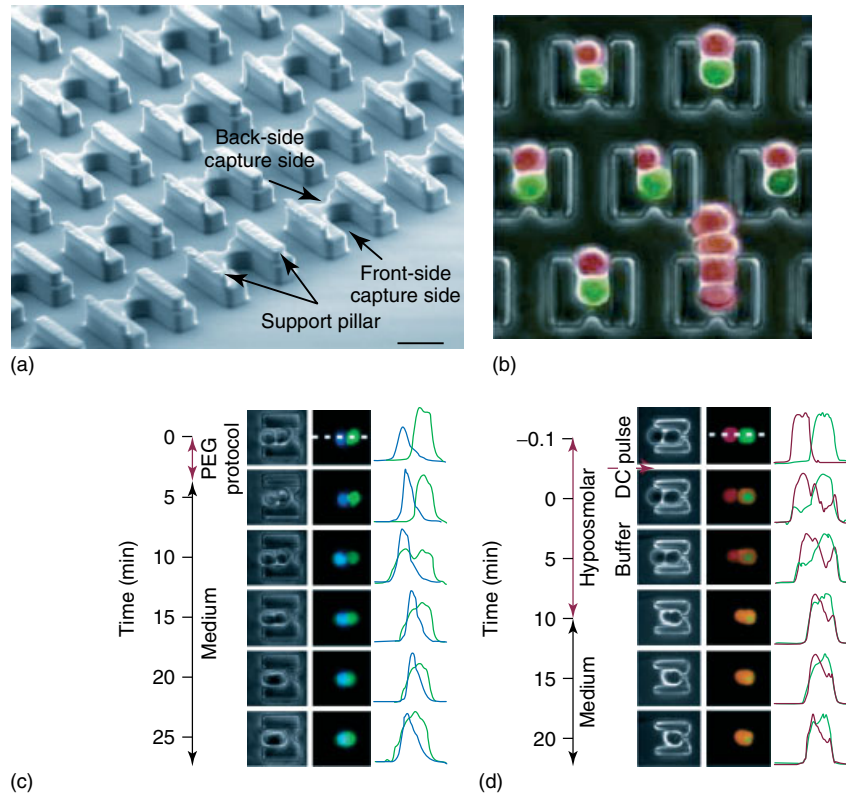 Back-side
capture side
Front-side
capture side
Support pillar
(a)
(b)
Time (min)
0
5
10
15
20
25
PEG
protocol
Medium
(c)
Time (min)
−0.1
0
5
10
15
20
Hypoosmolar
Buffer
DC pulse
Medium
(d)